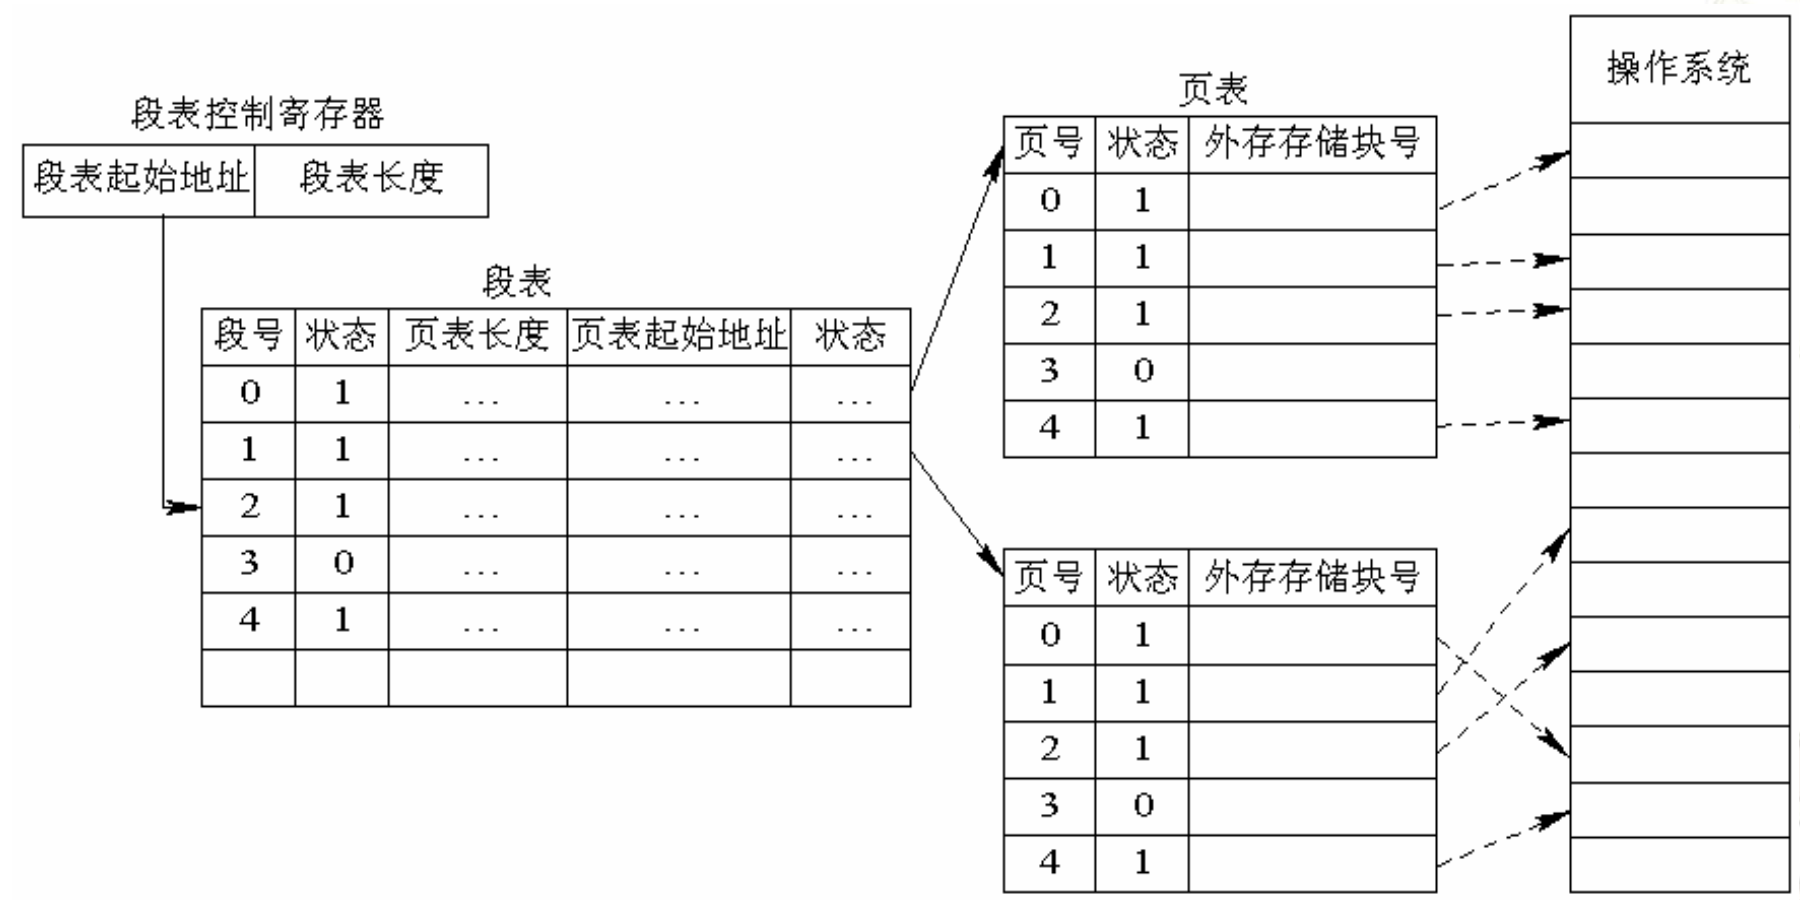 段表控制寄存器
段表起始地址 段表长度
段表
段号 状态 页表长度 页表起始地址 状态
0 1 … … …
1 1 … … …
2 1 … … …
3 0 … … …
4 1 … … …
页表
页号 状态 外存存储块号
0 1
1 1
2 1
3 0
4 1
页号 状态 外存存储块号
0 1
1 1
2 1
3 0
4 1
操作系统